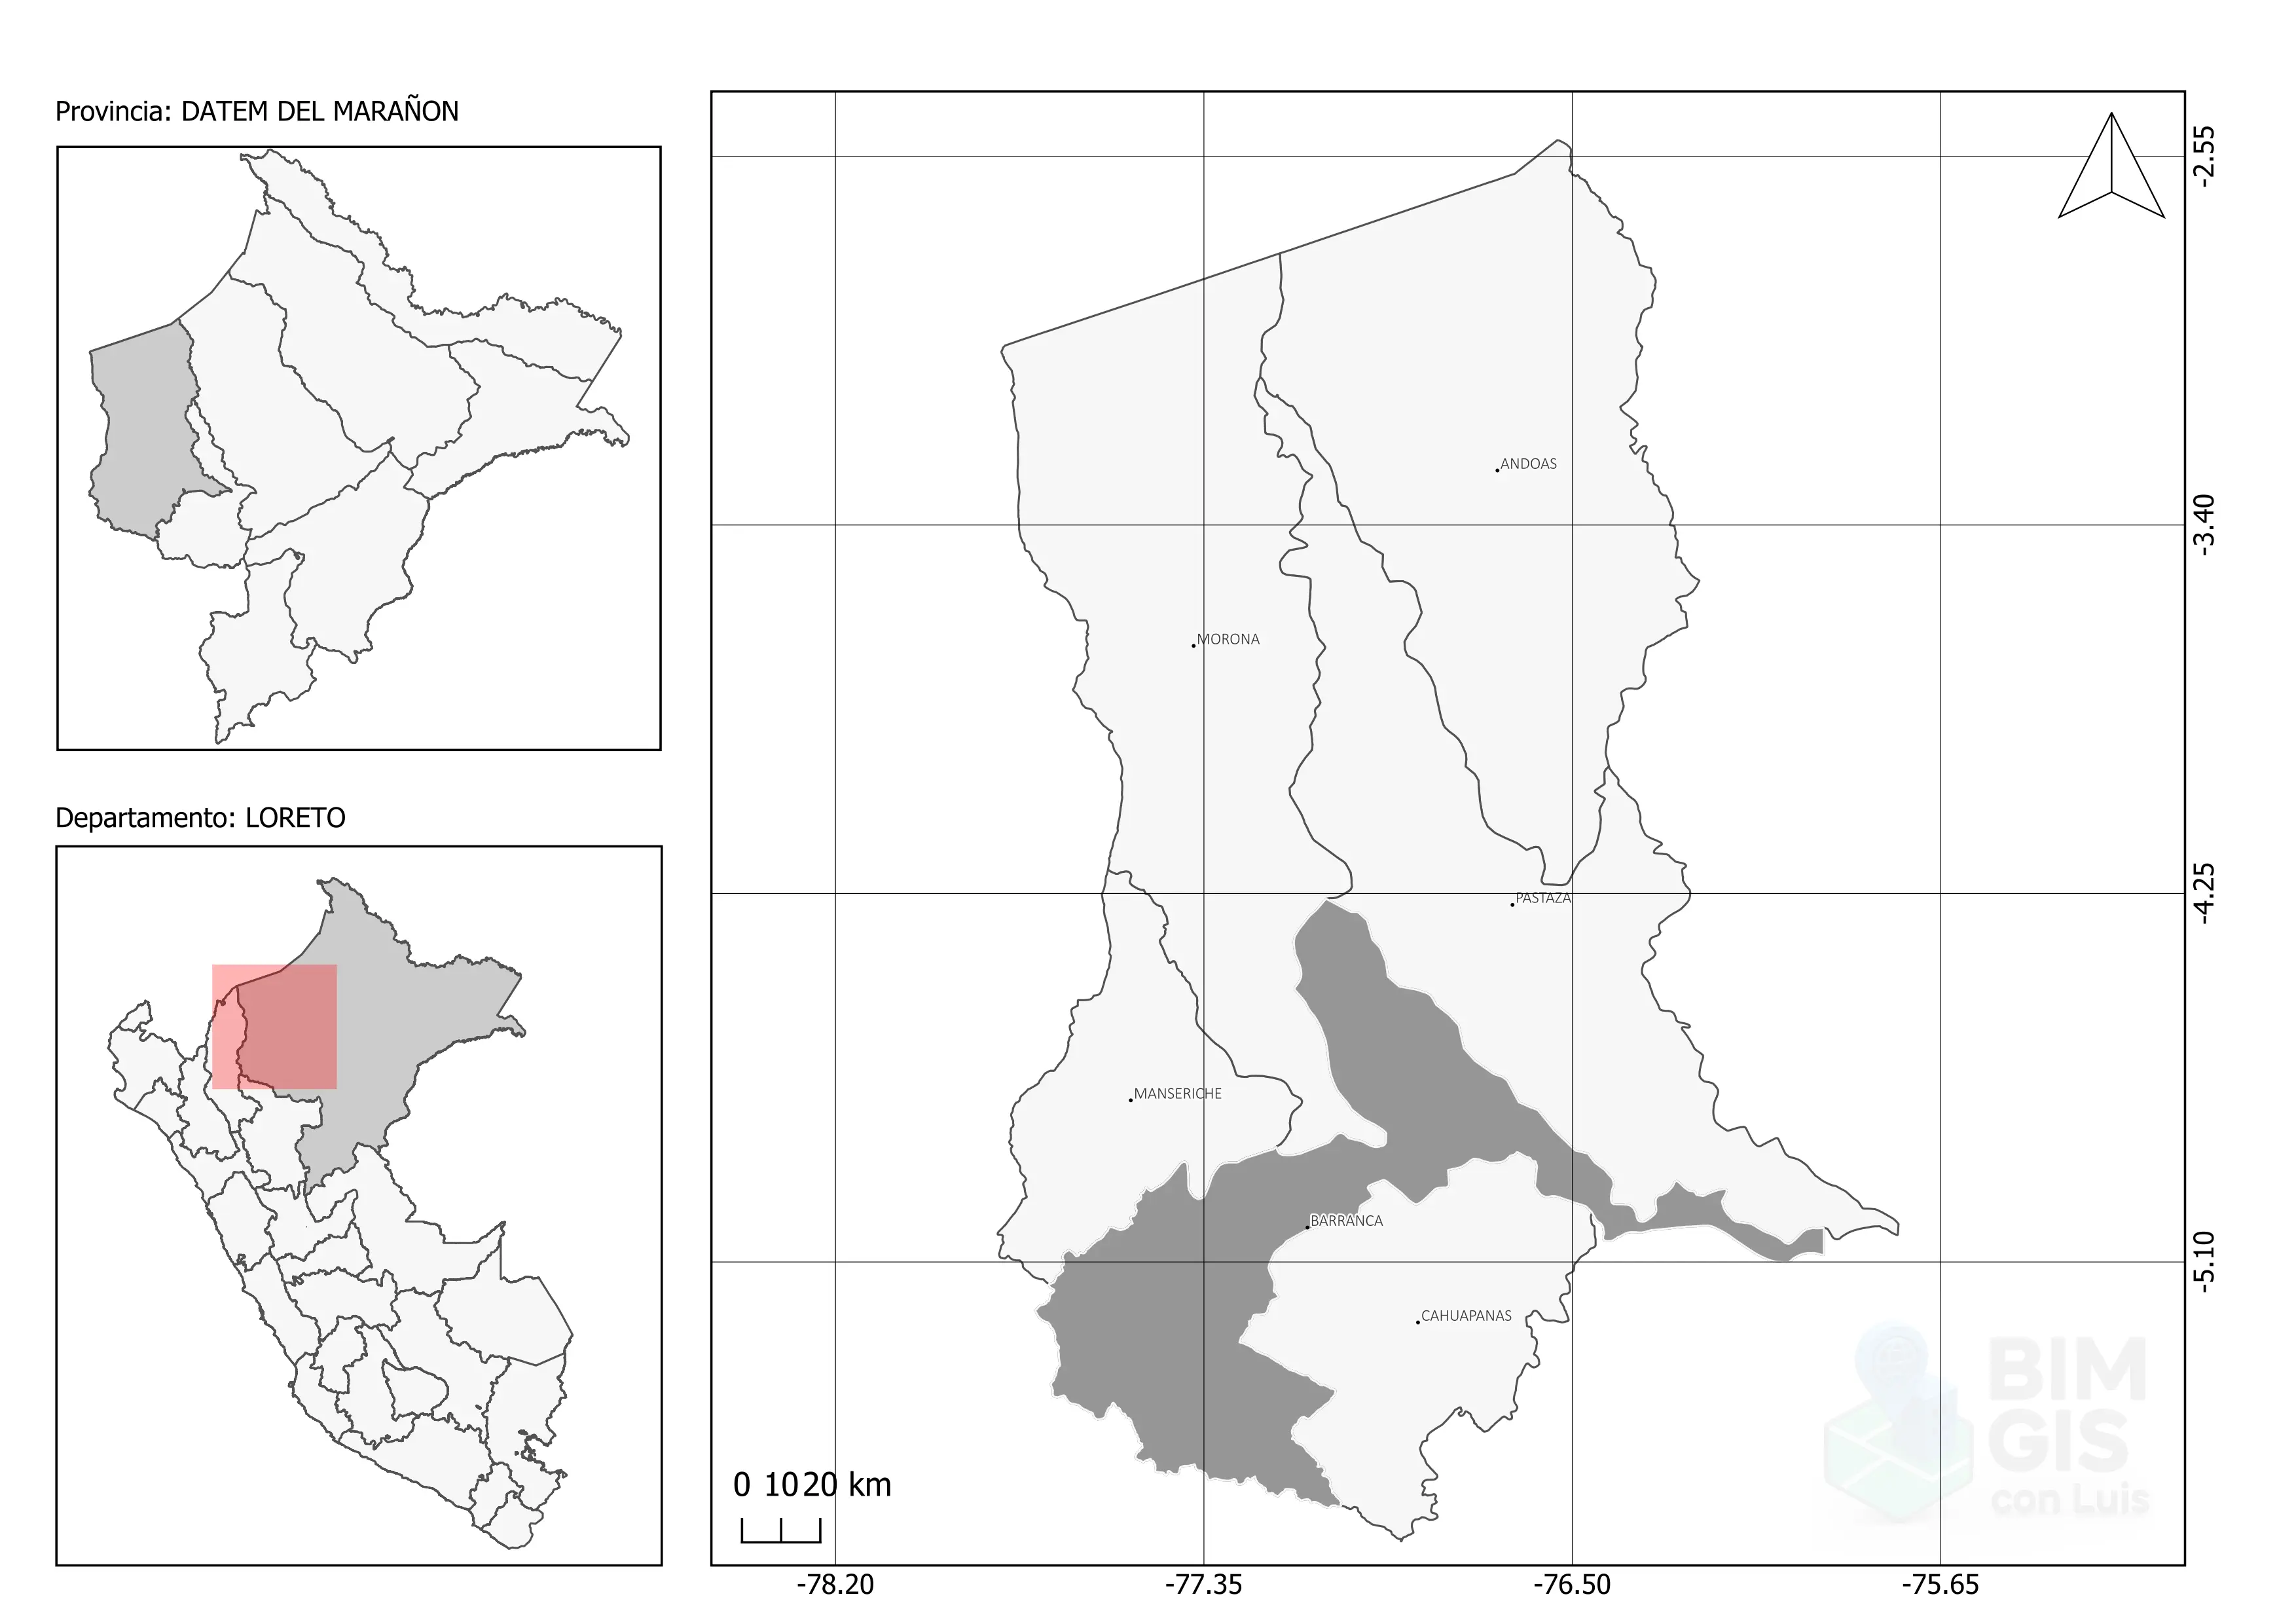 Provincia: DATEM DEL MARAÑON
Departamento: LORETO
-2.55
ANDOAS
-3.40
MORONA
-4.25
PASTAZA
MANSERICHE
BARRANCA
-5.10
CAHUAPANAS
BIM
GIS
con Luis
0 10 20 km
-78.20 -77.35 -76.50 -75.65